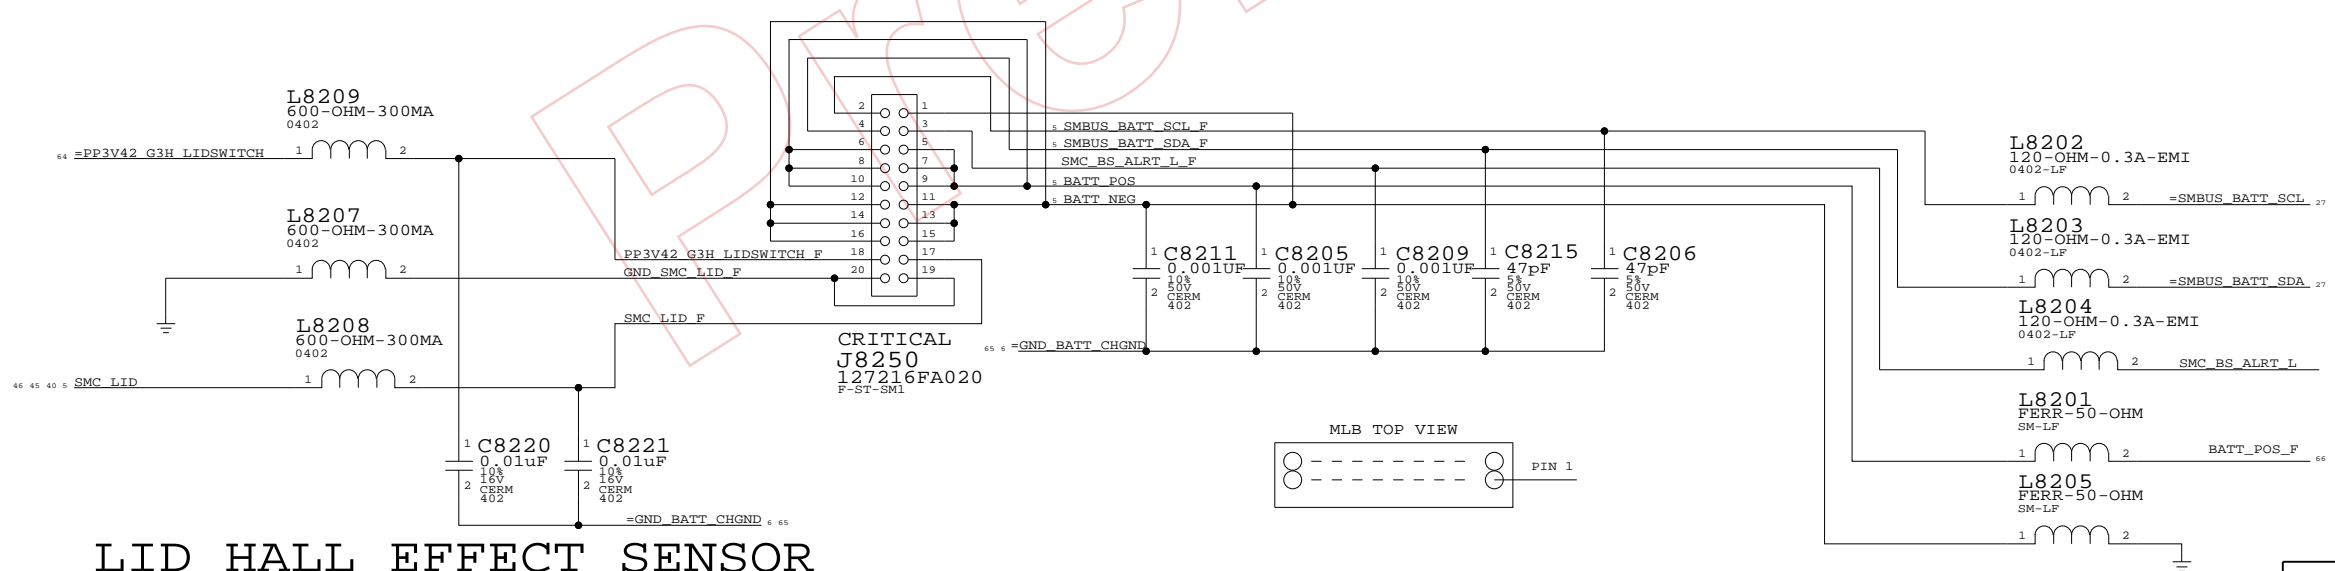 L8209
600-OHM-300MA
0402
64 =PP3V42_G3H_LIDSWITCH 1 2
L8207
600-OHM-300MA
0402
1 2
L8208
600-OHM-300MA
0402
46 45 40 5 SMC_LID 1 2
PP3V42_G3H_LIDSWITCH_F
GND_SMC_LID_F
SMC_LID_F
1 C8220
0.01uF
10%
16V
2 CERM
402
1 C8221
0.01uF
10%
16V
2 CERM
402
=GND_BATT_CHGND 6 65
LID HALL EFFECT SENSOR
2 1
4 3
6 5
8 7
10 9
12 11
14 13
16 15
18 17
20 19
CRITICAL
J8250
127216FA020
F-ST-SM1
5 SMBUS_BATT_SCL_F
5 SMBUS_BATT_SDA_F
SMC_BS_ALRT_L_F
5 BATT_POS
5 BATT_NEG
1 C8211
0.001UF
10%
50V
2 CERM
402
1 C8205
0.001UF
10%
50V
2 CERM
402
1 C8209
0.001UF
10%
50V
2 CERM
402
1 C8215
47pF
5%
50V
2 CERM
402
1 C8206
47pF
5%
50V
2 CERM
402
65 6 =GND_BATT_CHGND
MLB TOP VIEW
PIN 1
L8202
120-OHM-0.3A-EMI
0402-LF
1 2 =SMBUS_BATT_SCL 27
L8203
120-OHM-0.3A-EMI
0402-LF
1 2 =SMBUS_BATT_SDA 27
L8204
120-OHM-0.3A-EMI
0402-LF
1 2 SMC_BS_ALRT_L
L8201
FERR-50-OHM
SM-LF
1 2 BATT_POS_F 66
L8205
FERR-50-OHM
SM-LF
1 2
Pre